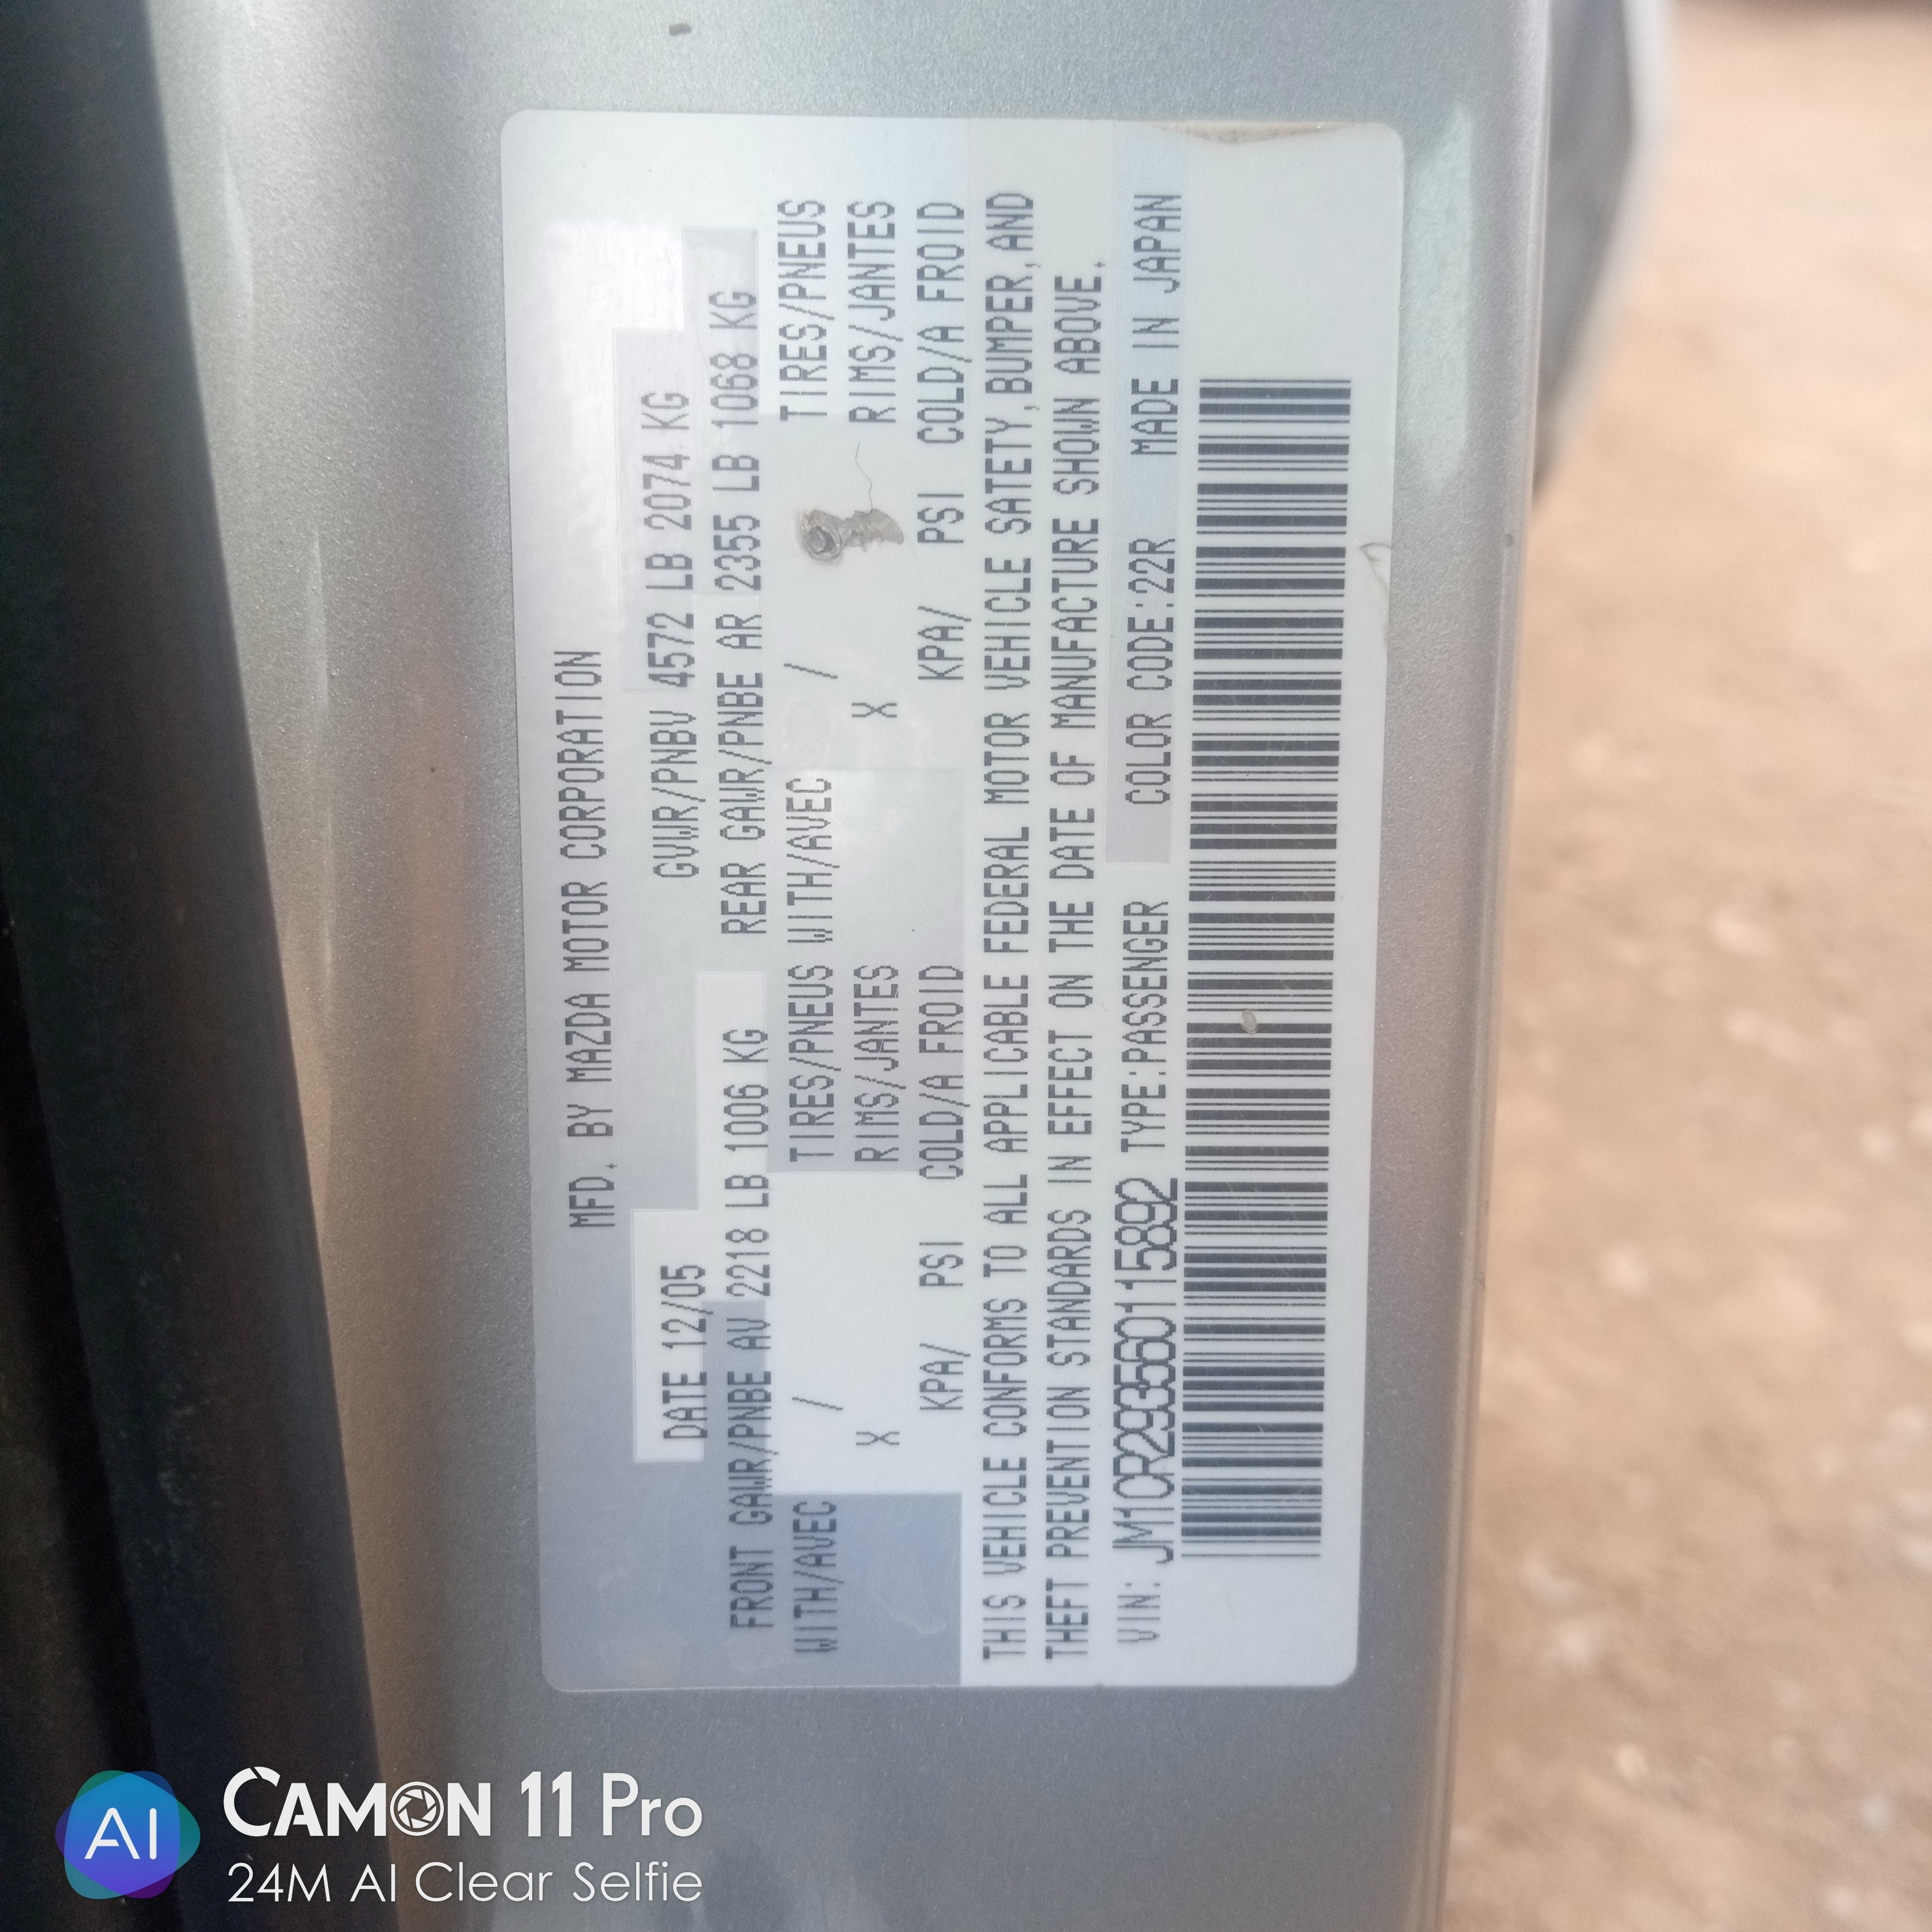 MFD. BY MAZDA MOTOR CORPORATION
DATE 12/05 GVWR/PNBV 4572 LB 2074 KG
FRONT GAWR/PNBE AV 2218 LB 1006 KG REAR GAWR/PNBE AR 2355 LB 1068 KG
WITH/AVEC / TIRES/PNEUS WITH/AVEC / TIRES/PNEUS
X RIMS/JANTES X RIMS/JANTES
KPA/ PSI COLD/A FROID KPA/ PSI COLD/A FROID
THIS VEHICLE CONFORMS TO ALL APPLICABLE FEDERAL MOTOR VEHICLE SATETY,BUMPER,AND
THEFT PREVENTION STANDARDS IN EFFECT ON THE DATE OF MANUFACTURE SHOWN ABOVE.
VIN: JM1CR293560115892 TYPE:PASSENGER COLOR CODE:22R MADE IN JAPAN
AI CAMON 11 Pro
24M AI Clear Selfie